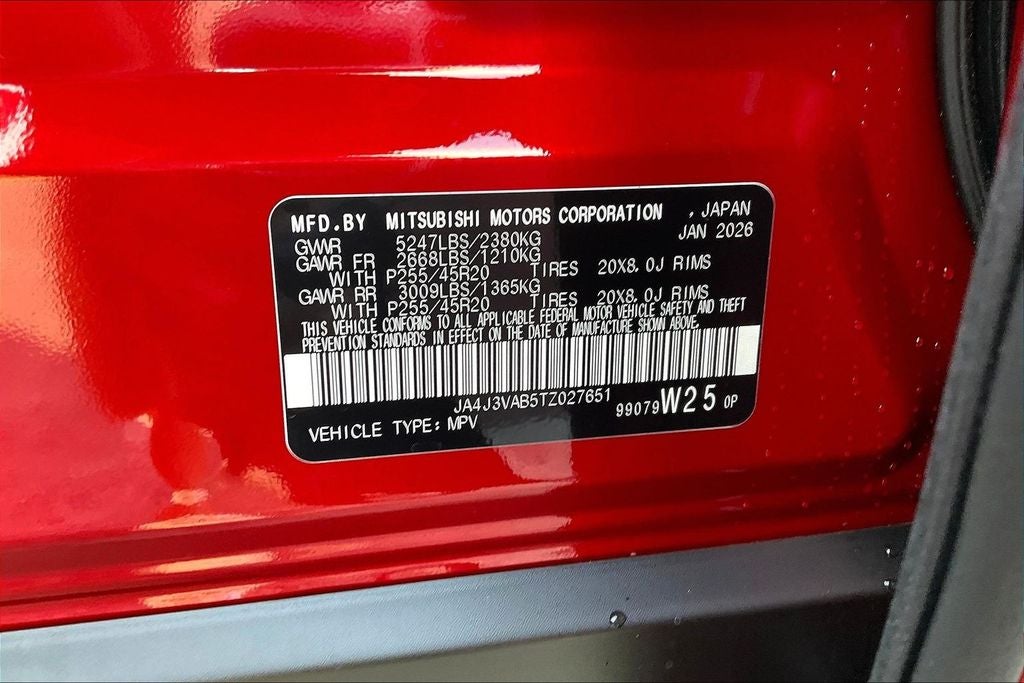 MFD.BY MITSUBISHI MOTORS CORPORATION , JAPAN
GVWR 5247LBS/2380KG JAN 2026
GAWR FR 2668LBS/1210KG
WITH P255/45R20 TIRES 20X8.0J RIMS
GAWR RR 3009LBS/1365KG
WITH P255/45R20 TIRES 20X8.0J RIMS
THIS VEHICLE CONFORMS TO ALL APPLICABLE FEDERAL MOTOR VEHICLE SAFETY AND THEFT
PREVENTION STANDARDS IN EFFECT ON THE DATE OF MANUFACTURE SHOWN ABOVE.
JA4J3VAB5TZ027651
VEHICLE TYPE: MPV 99079 W25 OP